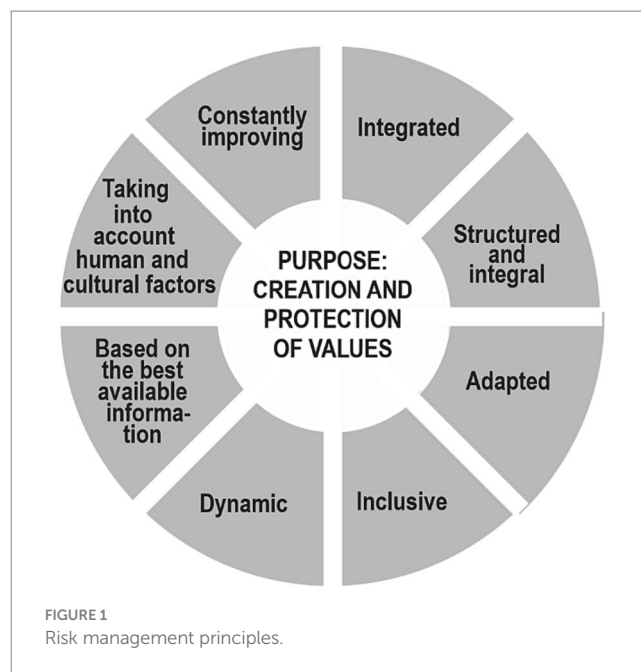 Constantly
improving
Integrated
Taking
into
account
human and
cultural factors
Structured
and
integral
PURPOSE:
CREATION AND
PROTECTION
OF VALUES
Based on
the best
available
informa-
tion
Adapted
Dynamic
Inclusive
FIGURE 1
Risk management principles.